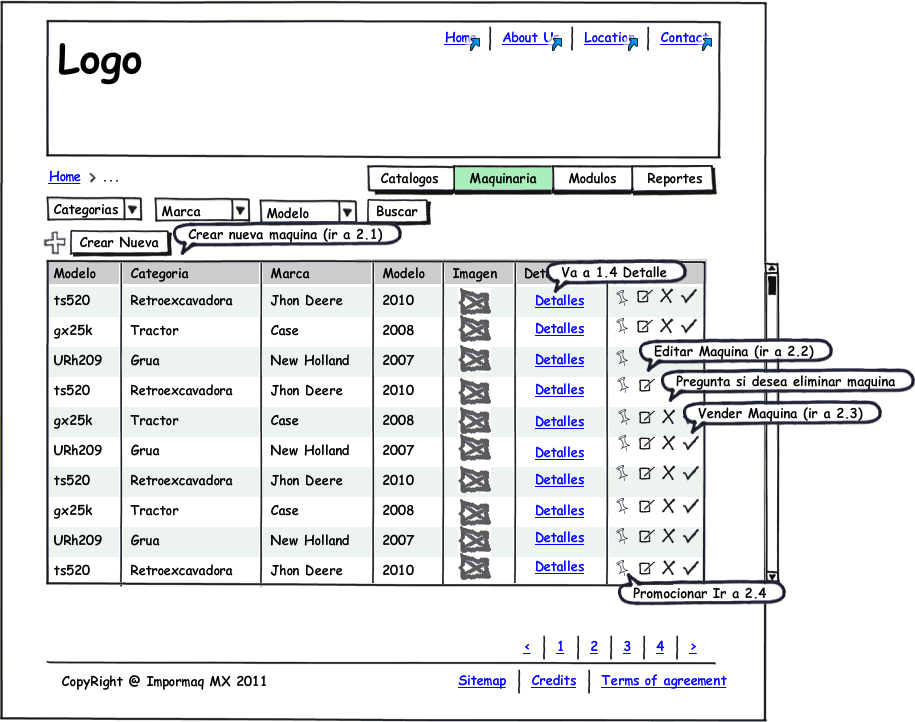 Home About Us Location Contact
Logo
Home > ...
Catalogos Maquinaria Modulos Reportes
Categorias Marca Modelo Buscar
Crear Nueva Crear nueva maquina (ir a 2.1)
Modelo Categoria Marca Modelo Imagen Det Va a 1.4 Detalle
ts520 Retroexcavadora Jhon Deere 2010 Detalles
gx25k Tractor Case 2008 Detalles
URh209 Grua New Holland 2007 Detalles Editar Maquina (ir a 2.2)
ts520 Retroexcavadora Jhon Deere 2010 Detalles Pregunta si desea eliminar maquina
gx25k Tractor Case 2008 Detalles Vender Maquina (ir a 2.3)
URh209 Grua New Holland 2007 Detalles
ts520 Retroexcavadora Jhon Deere 2010 Detalles
gx25k Tractor Case 2008 Detalles
URh209 Grua New Holland 2007 Detalles
ts520 Retroexcavadora Jhon Deere 2010 Detalles
Promocionar Ir a 2.4
< 1 2 3 4 >
CopyRight @ Impormaq MX 2011 Sitemap Credits Terms of agreement